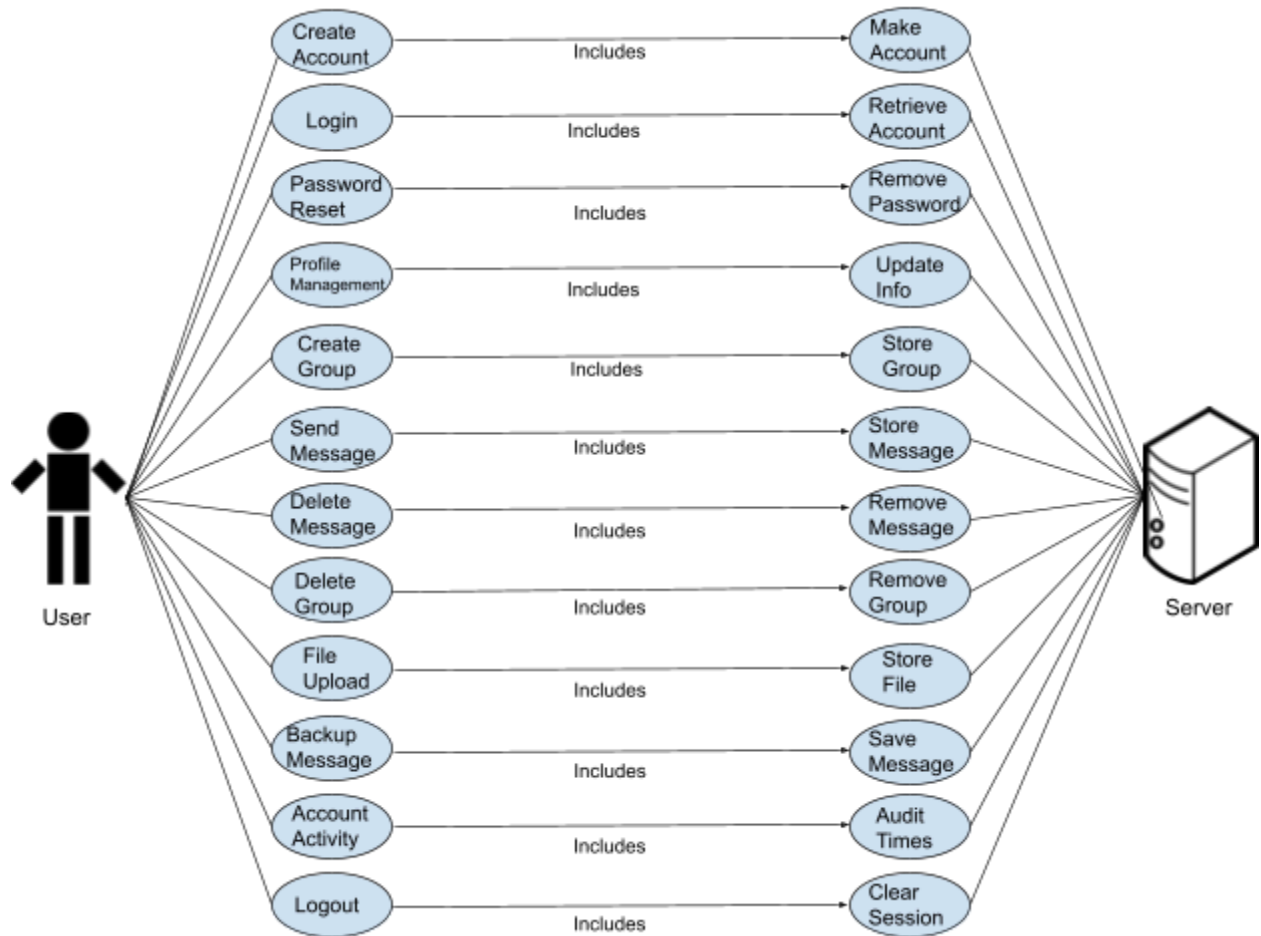 Create
Account
Includes
Make
Account
Login
Includes
Retrieve
Account
Password
Reset
Includes
Remove
Password
Profile
Management
Includes
Update
Info
Create
Group
Includes
Store
Group
Send
Message
Includes
Store
Message
Delete
Message
Includes
Remove
Message
Delete
Group
Includes
Remove
Group
User
Server
File
Upload
Includes
Store
File
Backup
Message
Includes
Save
Message
Account
Activity
Includes
Audit
Times
Logout
Includes
Clear
Session